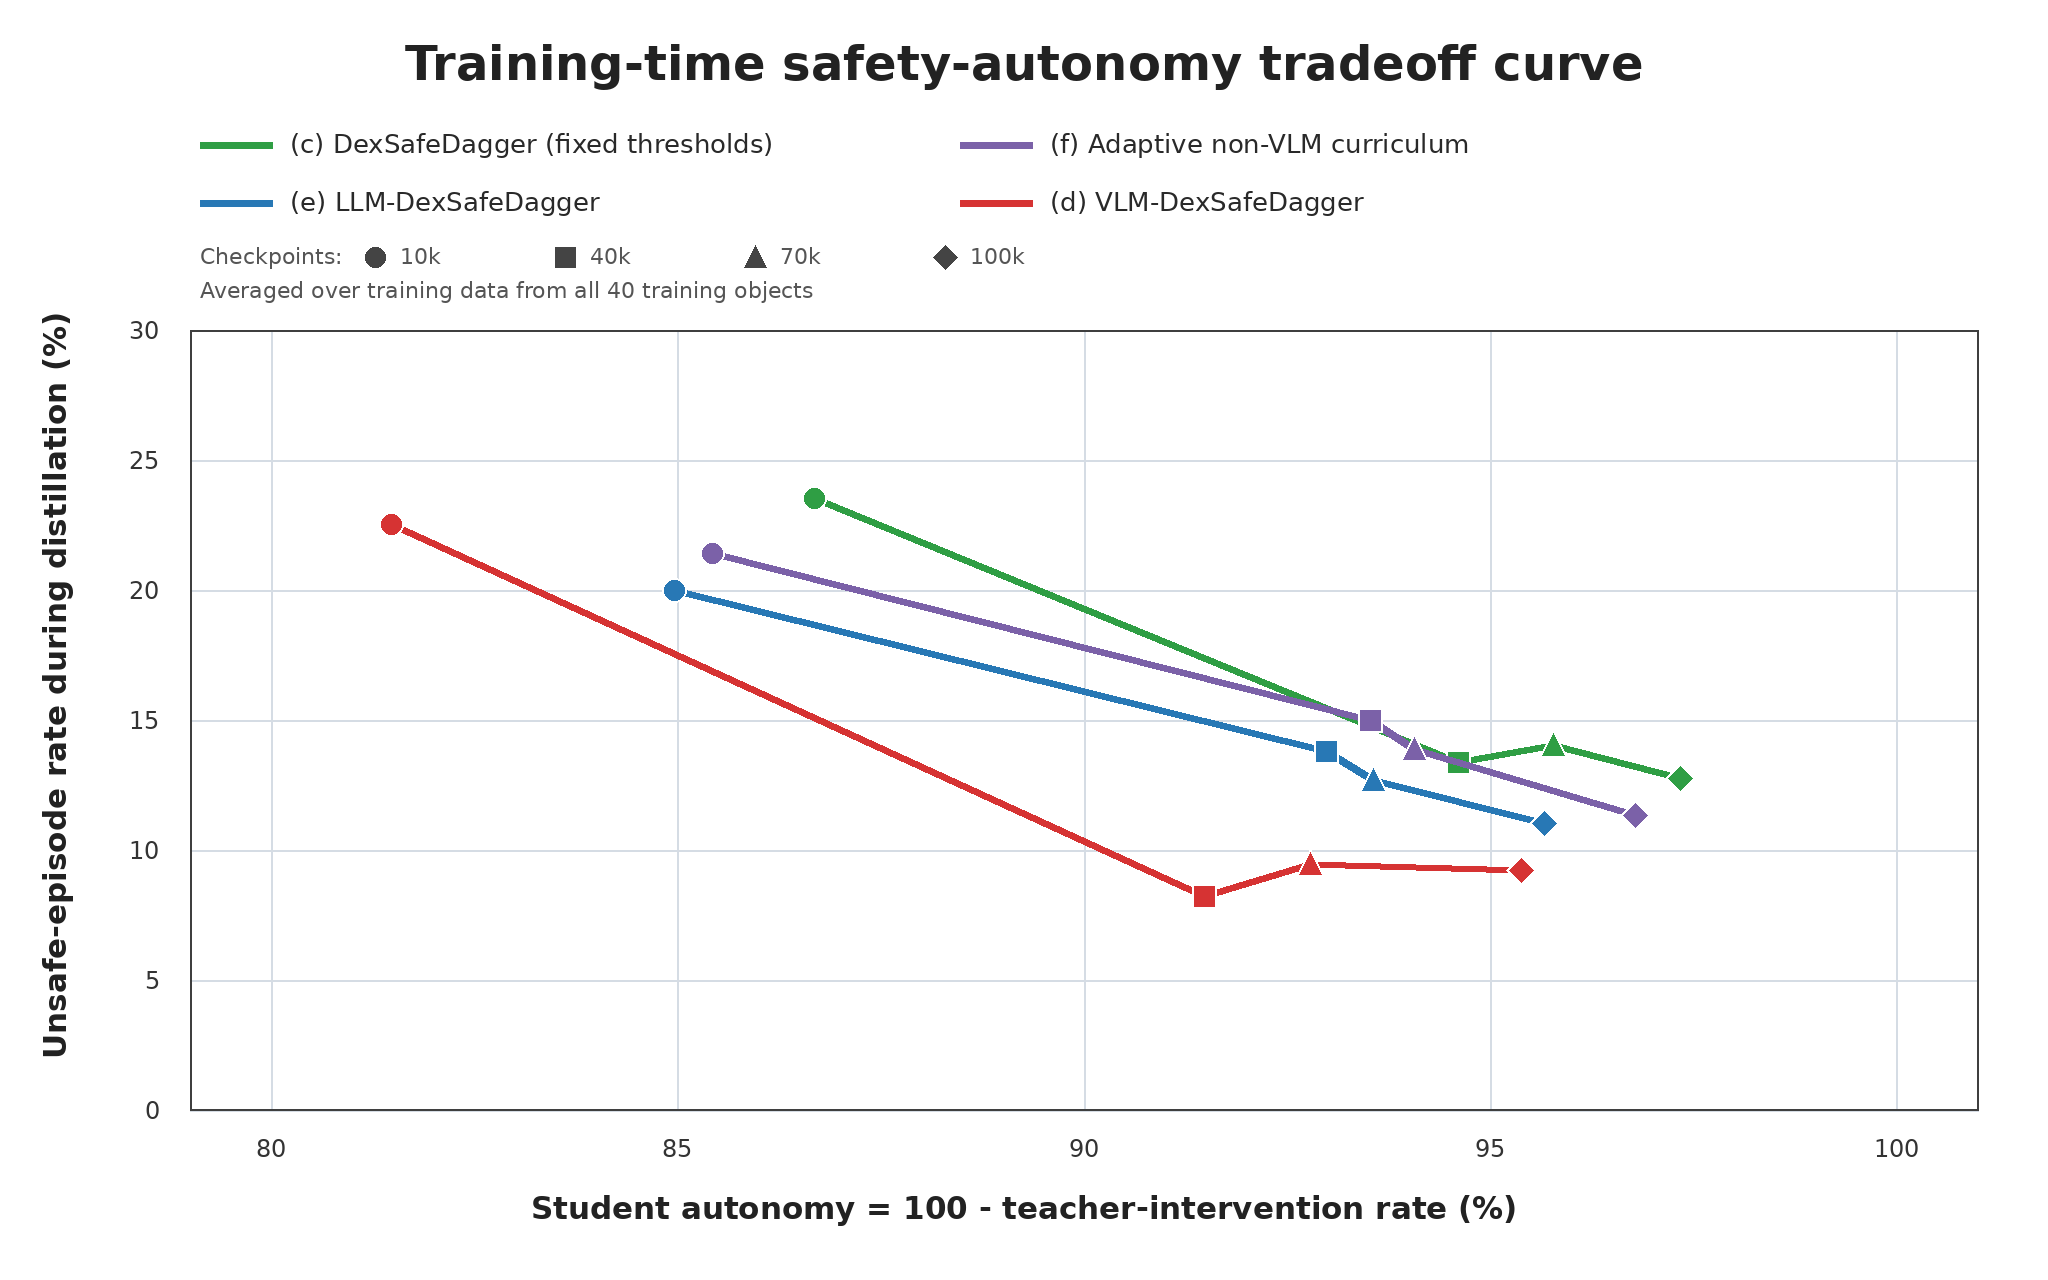 Training-time safety-autonomy tradeoff curve
(c) DexSafeDagger (fixed thresholds)
(f) Adaptive non-VLM curriculum
(e) LLM-DexSafeDagger
(d) VLM-DexSafeDagger
Checkpoints: 10k 40k 70k 100k
Averaged over training data from all 40 training objects
Unsafe-episode rate during distillation (%)
30
25
20
15
10
5
0
80 85 90 95 100
Student autonomy = 100 - teacher-intervention rate (%)